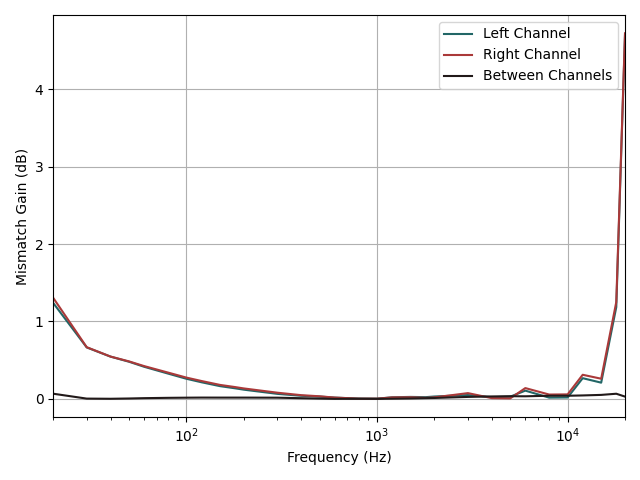 Left Channel
Right Channel
Between Channels
Mismatch Gain (dB)
4
3
2
1
0
10²
10³
10⁴
Frequency (Hz)